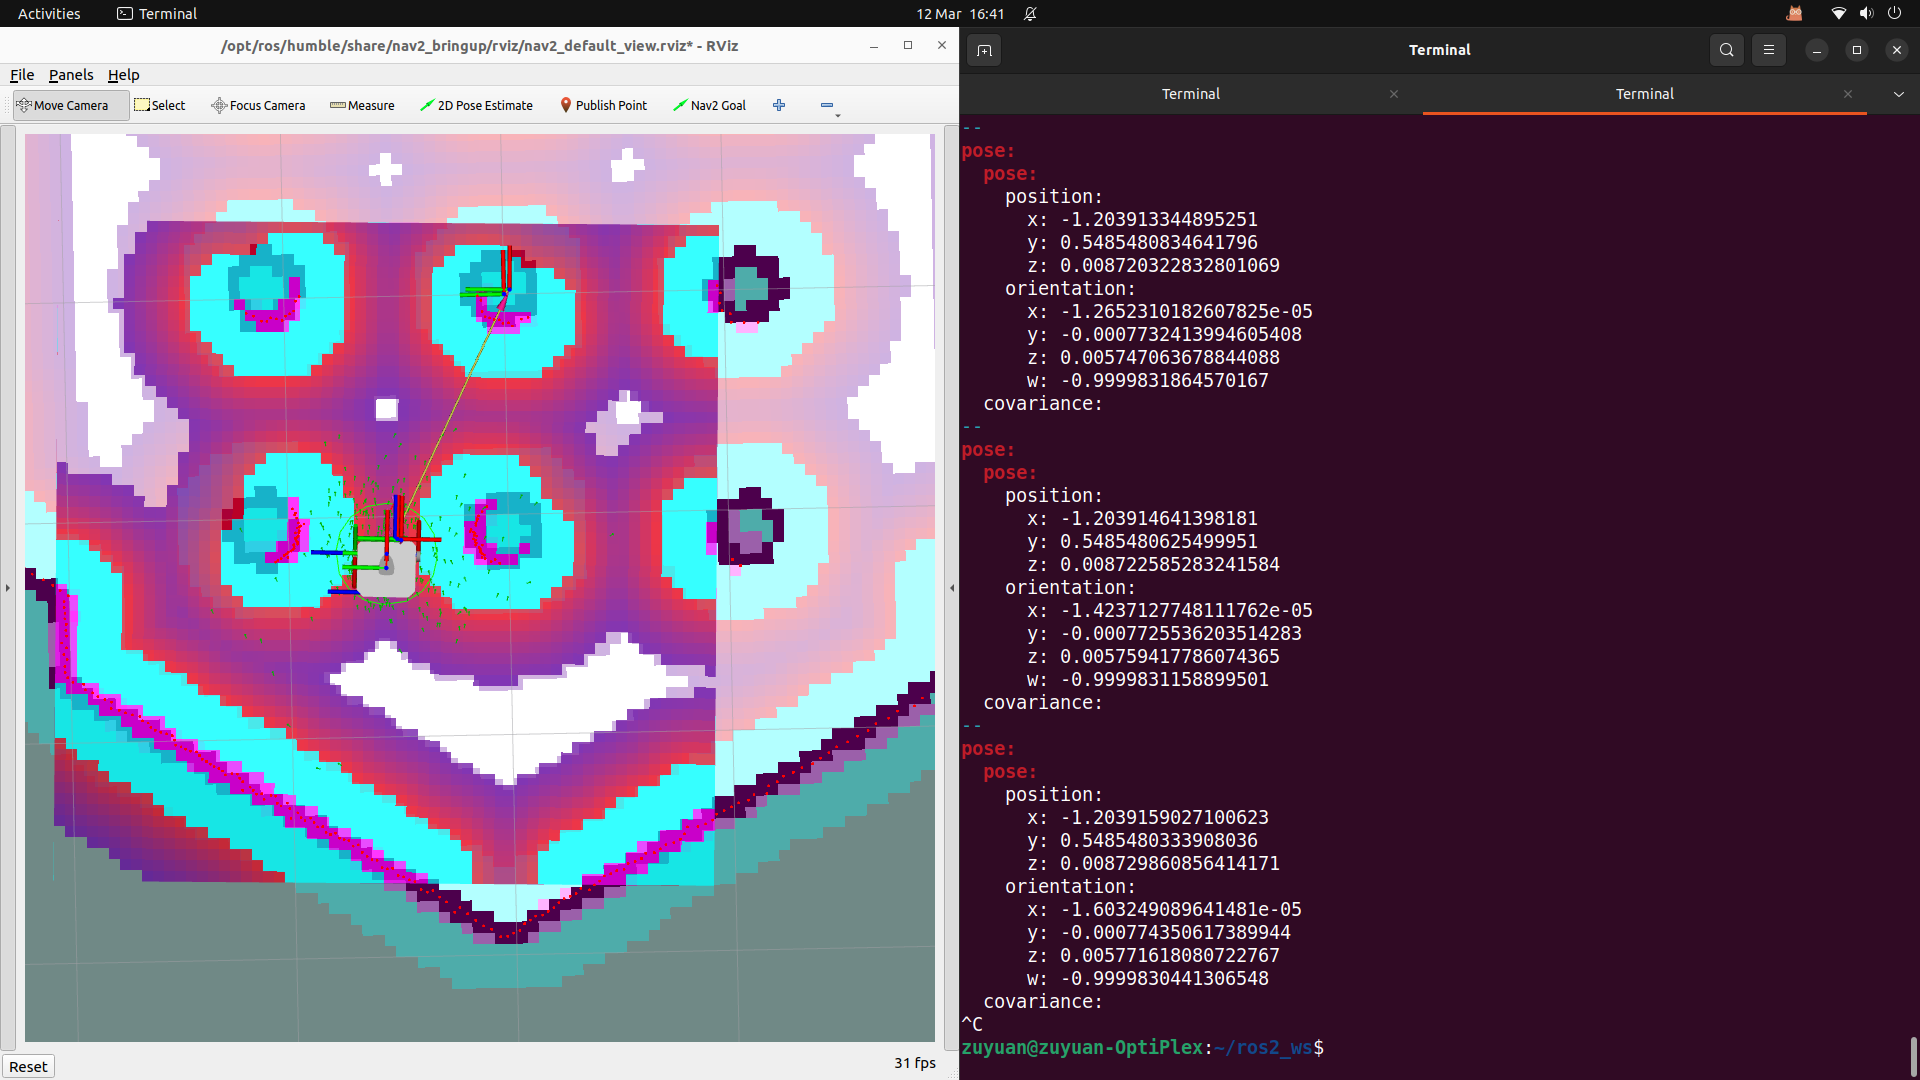 Activities
Terminal
12 Mar 16:41
/opt/ros/humble/share/nav2_bringup/rviz/nav2_default_view.rviz* - RViz
File Panels Help
Move Camera Select Focus Camera Measure 2D Pose Estimate Publish Point Nav2 Goal
Reset
31 fps
Terminal
Terminal
Terminal
--
pose:
pose:
position:
x: -1.203913344895251
y: 0.5485480834641796
z: 0.008720322832801069
orientation:
x: -1.2652310182607825e-05
y: -0.0007732413994605408
z: 0.005747063678844088
w: -0.9999831864570167
covariance:
--
pose:
pose:
position:
x: -1.203914641398181
y: 0.5485480625499951
z: 0.008722585283241584
orientation:
x: -1.4237127748111762e-05
y: -0.0007725536203514283
z: 0.005759417786074365
w: -0.9999831158899501
covariance:
--
pose:
pose:
position:
x: -1.2039159027100623
y: 0.5485480333908036
z: 0.008729860856414171
orientation:
x: -1.603249089641481e-05
y: -0.000774350617389944
z: 0.005771618080722767
w: -0.9999830441306548
covariance:
^C
zuyuan@zuyuan-OptiPlex:~/ros2_ws$